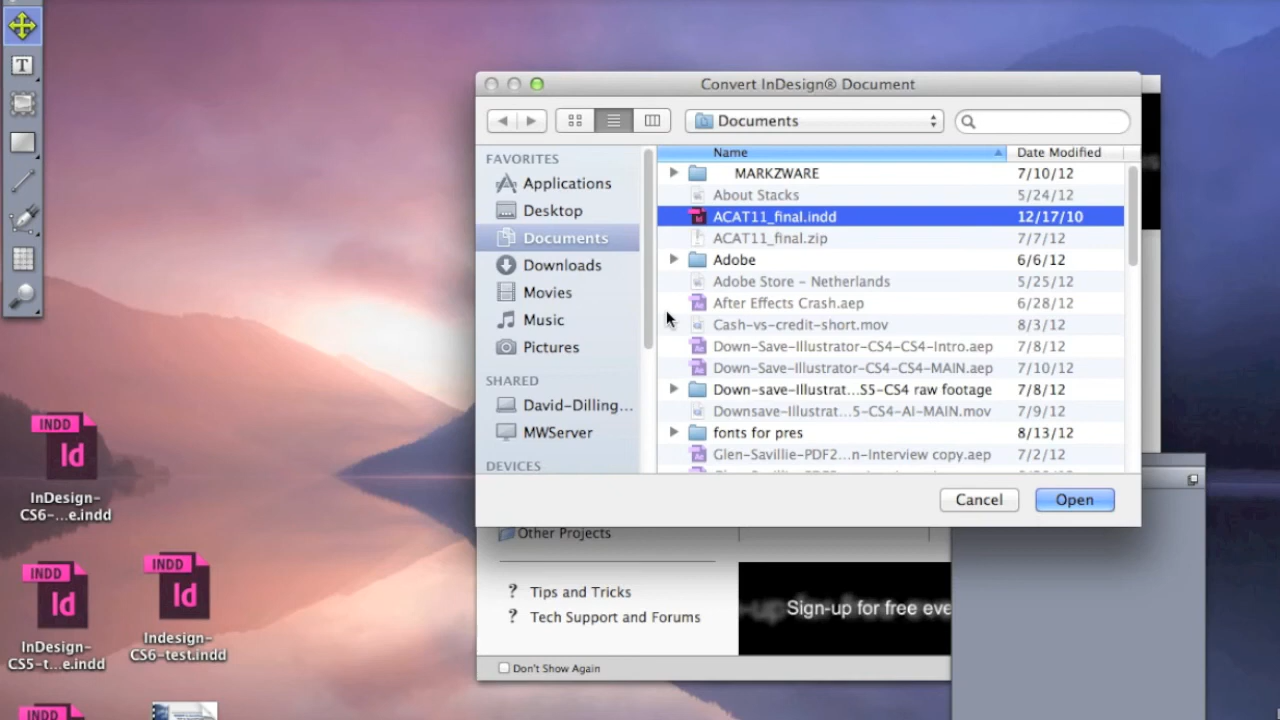 Convert InDesign® Document
Documents
FAVORITES
Applications
Desktop
Documents
Downloads
Movies
Music
Pictures
SHARED
David-Dilling...
MWServer
DEVICES
Name Date Modified
MARKZWARE 7/10/12
About Stacks 5/24/12
ACAT11_final.indd 12/17/10
ACAT11_final.zip 7/7/12
Adobe 6/6/12
Adobe Store - Netherlands 5/25/12
After Effects Crash.aep 6/28/12
Cash-vs-credit-short.mov 8/3/12
Down-Save-Illustrator-CS4-CS4-Intro.aep 7/8/12
Down-Save-Illustrator-CS4-CS4-MAIN.aep 7/10/12
Down-save-Illustrat...S5-CS4 raw footage 7/8/12
Downsave-Illustrat...5-CS4-AI-MAIN.mov 7/9/12
fonts for pres 8/13/12
Glen-Savillie-PDF2...n-Interview copy.aep 7/2/12
Cancel Open
Other Projects
? Tips and Tricks
? Tech Support and Forums
Sign-up for free eve
Don't Show Again
T
INDD
Id
InDesign-
CS6-...e.indd
INDD
Id
InDesign-
CS5-t...e.indd
INDD
Id
Indesign-
CS6-test.indd
INDD